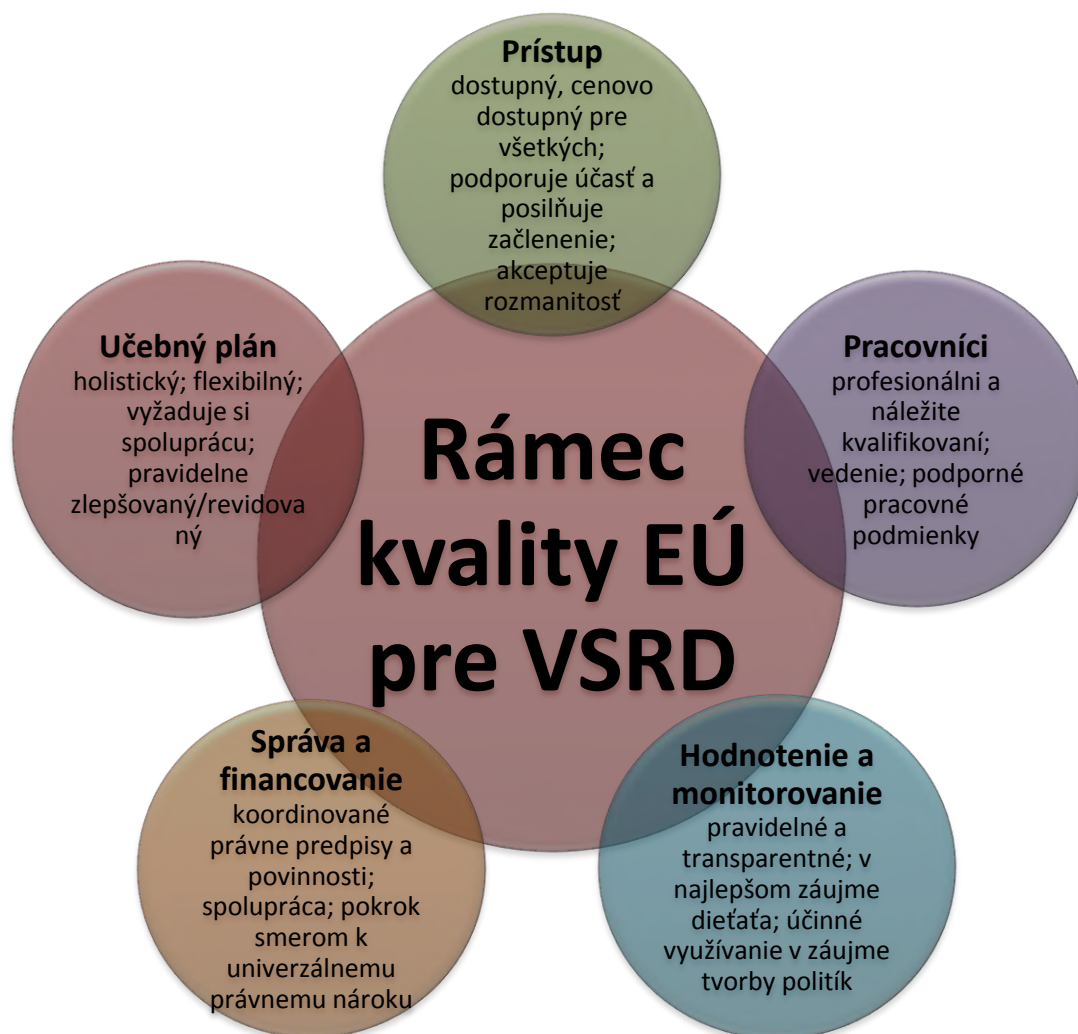 Prístup
dostupný, cenovo
dostupný pre
všetkých;
podporuje účasť a
posilňuje
začlenenie;
akceptuje
rozmanitosť
Učebný plán
holistický; flexibilný;
vyžaduje si
spoluprácu;
pravidelne
zlepšovaný/revidova
ný
Pracovníci
profesionálni a
náležite
kvalifikovaní;
vedenie; podporné
pracovné
podmienky
Rámec
kvality EÚ
pre VSRD
Správa a
financovanie
koordinované
právne predpisy a
povinnosti;
spolupráca; pokrok
smerom k
univerzálnemu
právnemu nároku
Hodnotenie a
monitorovanie
pravidelné a
transparentné; v
najlepšom záujme
dieťaťa; účinné
využívanie v záujme
tvorby politík